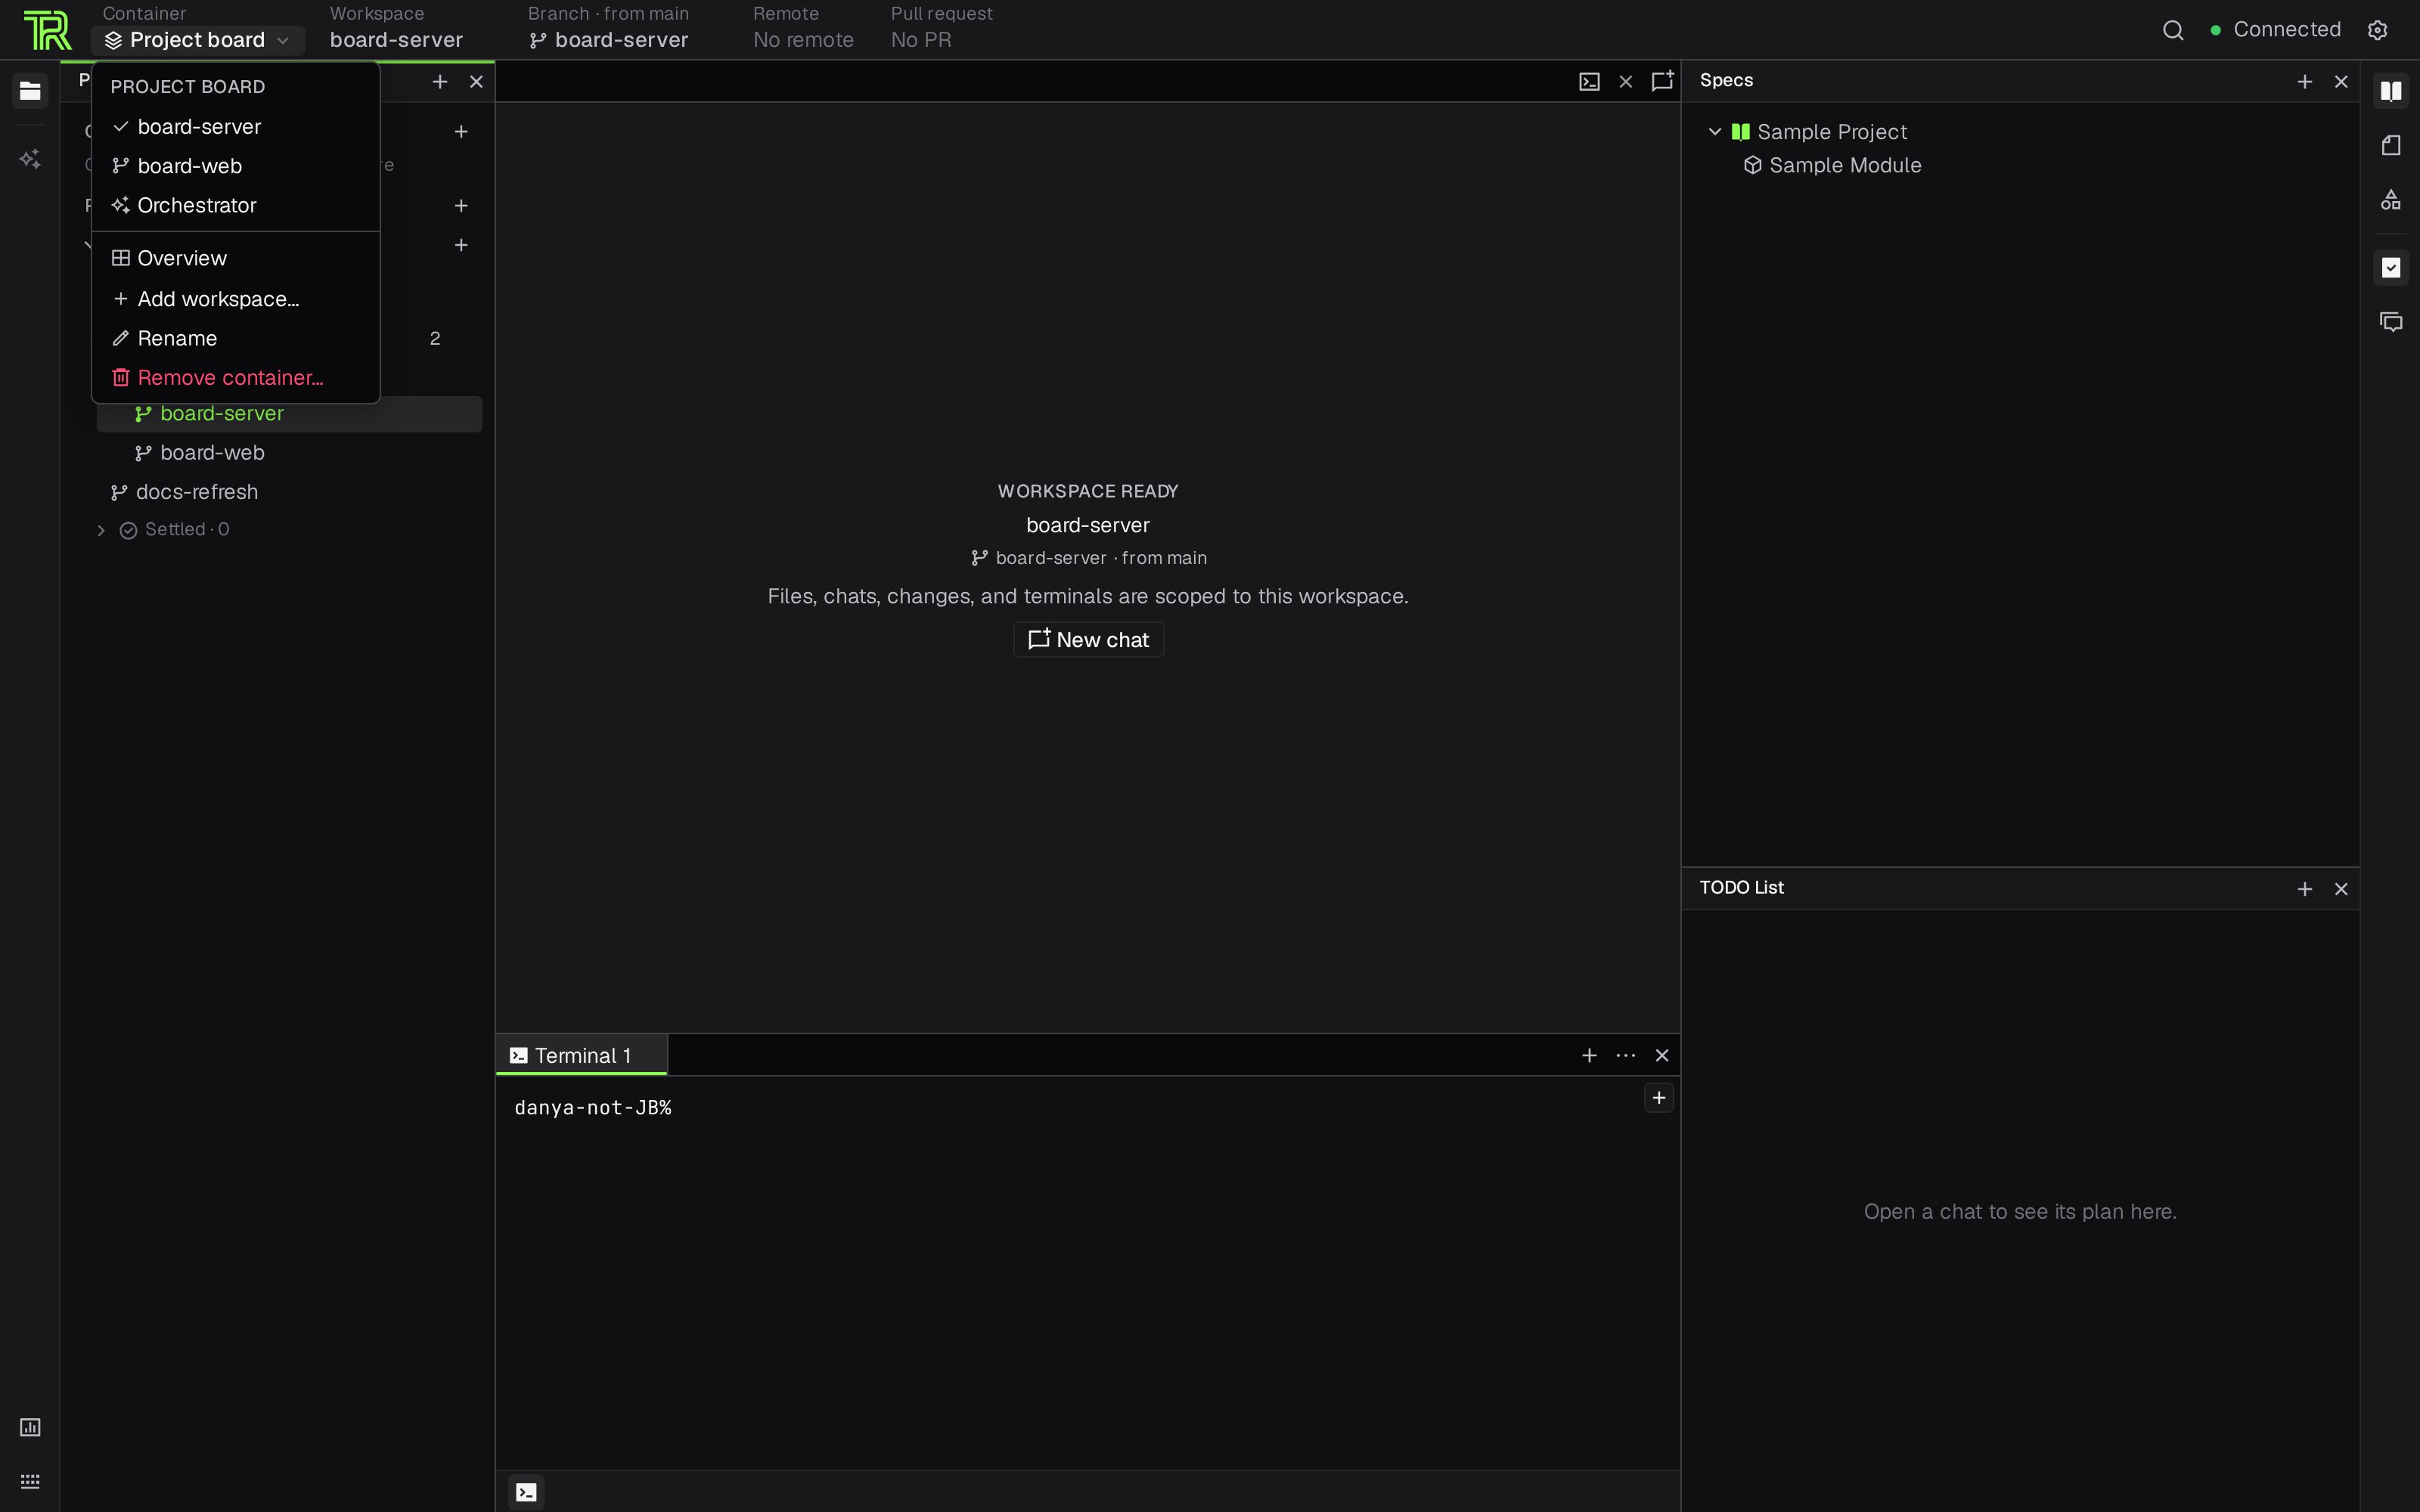 Container
Project board
Workspace
board-server
Branch · from main
board-server
Remote
No remote
Pull request
No PR
Connected
PROJECT BOARD
board-server
board-web
Orchestrator
Overview
Add workspace…
Rename
Remove container…
2
board-server
board-web
docs-refresh
Settled · 0
WORKSPACE READY
board-server
board-server · from main
Files, chats, changes, and terminals are scoped to this workspace.
New chat
Terminal 1
danya-not-JB%
Specs
Sample Project
Sample Module
TODO List
Open a chat to see its plan here.